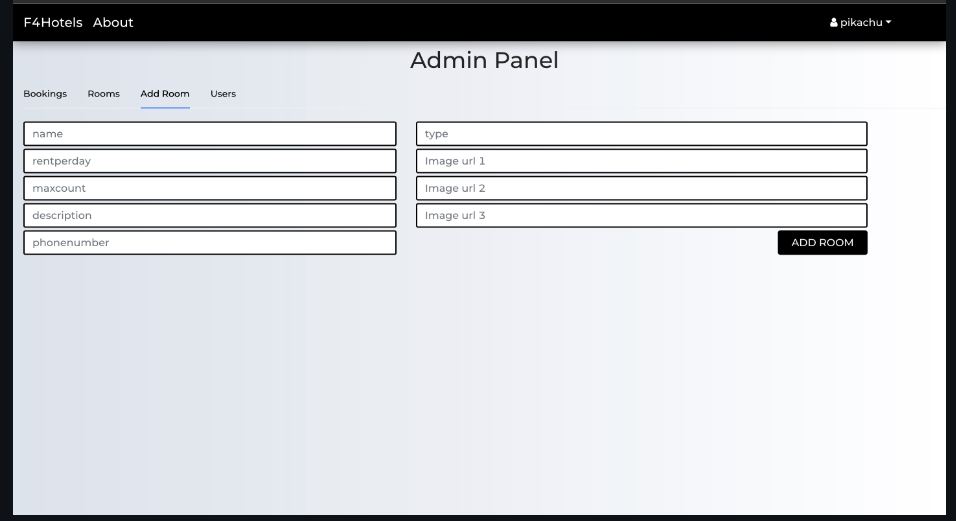 F4Hotels About pikachu
Admin Panel
Bookings Rooms Add Room Users
name type
rentperday Image url 1
maxcount Image url 2
description Image url 3
phonenumber ADD ROOM